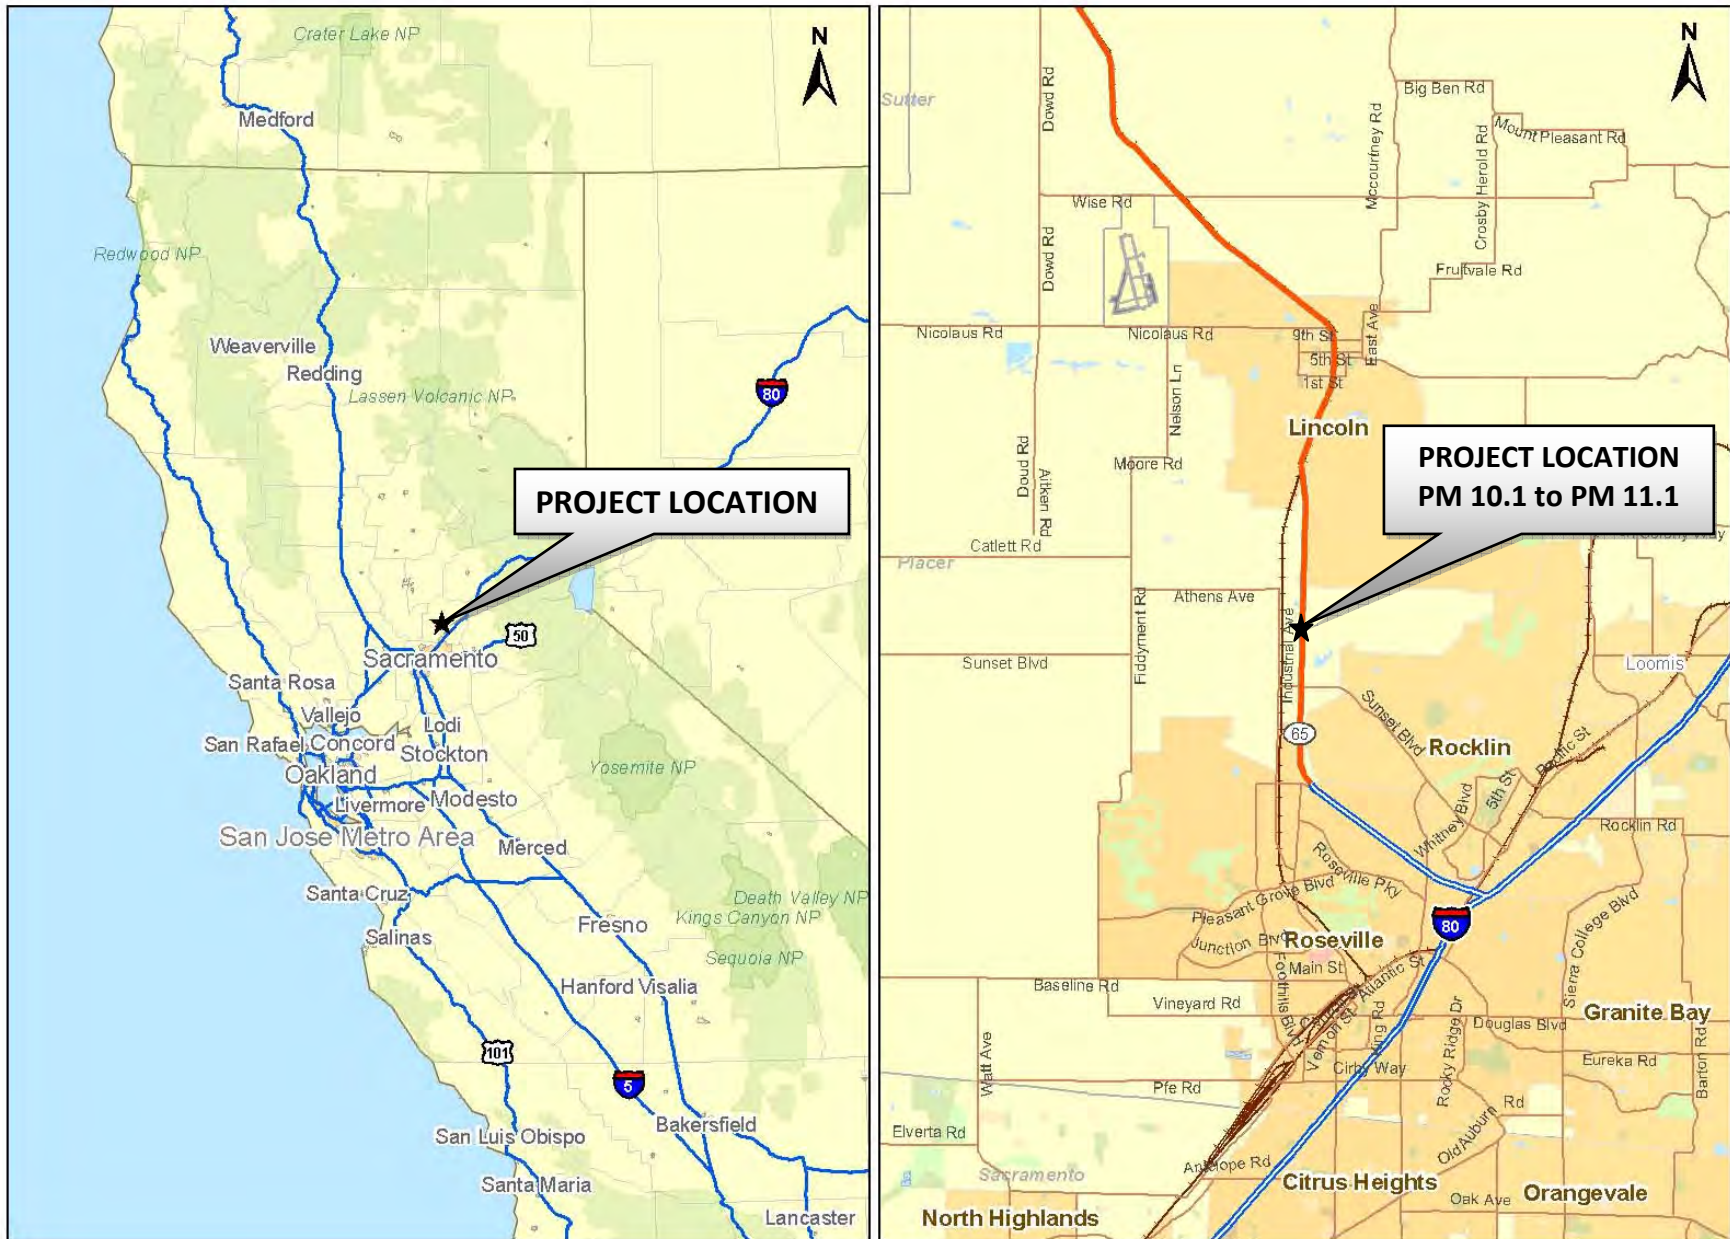 Crater Lake NP
N
Medford
Redwood NP
Weaverville
Redding
Lassen Volcanic NP
80
PROJECT LOCATION
50
Sacramento
Santa Rosa
Vallejo
Lodi
San Rafael
Concord
Stockton
Oakland
Yosemite NP
Livermore
Modesto
San Jose Metro Area
Merced
Santa Cruz
Death Valley NP
Kings Canyon NP
Fresno
Salinas
Sequoia NP
Hanford
Visalia
101
5
Bakersfield
San Luis Obispo
Santa Maria
Lancaster
N
Sutter
Dowd Rd
Mccourtney Rd
Big Ben Rd
Mount Pleasant Rd
Crosby Herold Rd
Wise Rd
Dowd Rd
Fruitvale Rd
Nicolaus Rd
Nicolaus Rd
9th St
East Ave
5th St
1st St
Nelson Ln
Lincoln
PROJECT LOCATION
PM 10.1 to PM 11.1
Doud Rd
Aitken Rd
Moore Rd
Catlett Rd
Placer
Athens Ave
Fiddyment Rd
Industrial Ave
Sunset Blvd
Loomis
Sunset Blvd
65
Rocklin
Pacific St
5th St
Whitney Blvd
Rocklin Rd
Roseville Pky
Pleasant Grove Blvd
80
Sierra College Blvd
Junction Blvd
Roseville
Main St
Foothills Blvd
Atlantic St
Baseline Rd
Vineyard Rd
Vernon St
King Rd
Rocky Ridge Dr
Douglas Blvd
Granite Bay
Watt Ave
Cirby Way
Eureka Rd
Barton Rd
Pfe Rd
Old Auburn Rd
Elverta Rd
Antelope Rd
Sacramento
Citrus Heights
Oak Ave
Orangevale
North Highlands